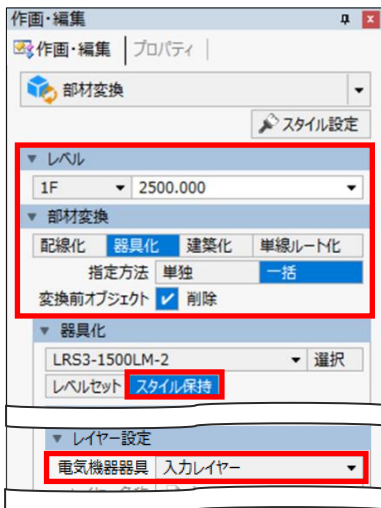 作画・編集
作画・編集 プロパティ
部材変換
スタイル設定
レベル
1F 2500.000
部材変換
配線化 器具化 建築化 単線ルート化
指定方法 単独 一括
変換前オブジェクト 削除
器具化
LRS3-1500LM-2 選択
レベルセット スタイル保持
レイヤー設定
電気機器器具 入力レイヤー